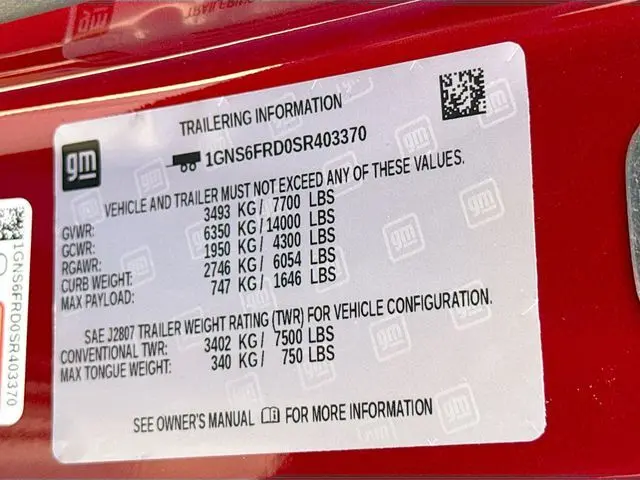 gm
TRAILERING INFORMATION
gm
1GNS6FRD0SR403370
VEHICLE AND TRAILER MUST NOT EXCEED ANY OF THESE VALUES.
GVWR: 3493 KG/ 7700 LBS
GCWR: 6350 KG/14000 LBS
RGAWR: 1950 KG/ 4300 LBS
CURB WEIGHT: 2746 KG/ 6054 LBS
MAX PAYLOAD: 747 KG/ 1646 LBS
SAE J2807 TRAILER WEIGHT RATING (TWR) FOR VEHICLE CONFIGURATION.
CONVENTIONAL TWR: 3402 KG/ 7500 LBS
MAX TONGUE WEIGHT: 340 KG/ 750 LBS
SEE OWNER'S MANUAL FOR MORE INFORMATION
1GNS6FRD0SR403370